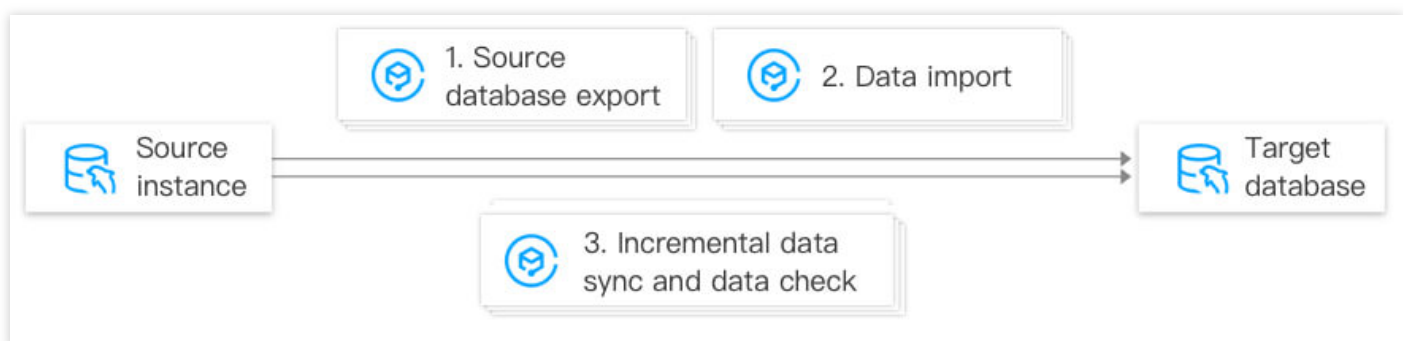 1. Source
database export
2. Data import
Source
instance
Target
database
3. Incremental data
sync and data check